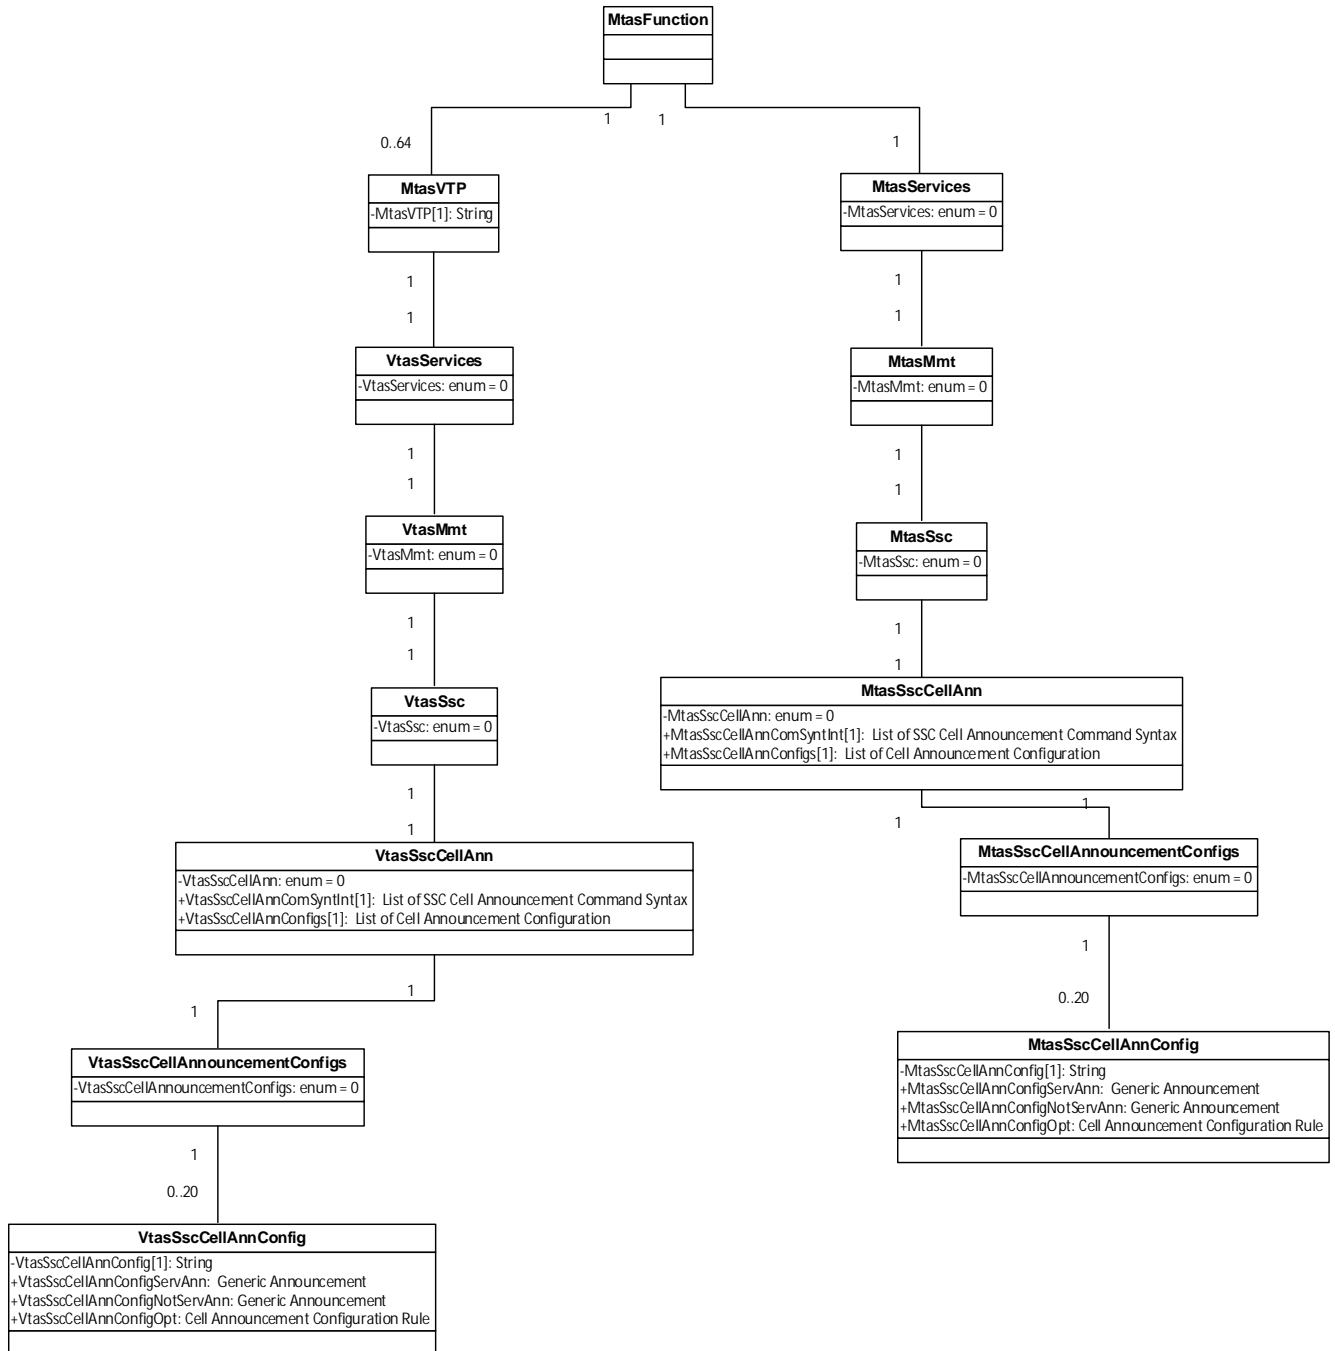 MtasFunction
1
1
0..64
1
MtasVTP
-MtasVTP[1]: String
MtasServices
-MtasServices: enum = 0
1
1
1
1
VtasServices
-VtasServices: enum = 0
MtasMmt
-MtasMmt: enum = 0
1
1
1
1
VtasMmt
-VtasMmt: enum = 0
MtasSsc
-MtasSsc: enum = 0
1
1
1
1
VtasSsc
-VtasSsc: enum = 0
MtasSscCellAnn
-MtasSscCellAnn: enum = 0
+MtasSscCellAnnComSyntInt[1]: List of SSC Cell Announcement Command Syntax
+MtasSscCellAnnConfigs[1]: List of Cell Announcement Configuration
1
1
1
1
VtasSscCellAnn
-VtasSscCellAnn: enum = 0
+VtasSscCellAnnComSyntInt[1]: List of SSC Cell Announcement Command Syntax
+VtasSscCellAnnConfigs[1]: List of Cell Announcement Configuration
MtasSscCellAnnouncementConfigs
-MtasSscCellAnnouncementConfigs: enum = 0
1
1
1
0..20
VtasSscCellAnnouncementConfigs
-VtasSscCellAnnouncementConfigs: enum = 0
MtasSscCellAnnConfig
-MtasSscCellAnnConfig[1]: String
+MtasSscCellAnnConfigServAnn: Generic Announcement
+MtasSscCellAnnConfigNotServAnn: Generic Announcement
+MtasSscCellAnnConfigOpt: Cell Announcement Configuration Rule
1
0..20
VtasSscCellAnnConfig
-VtasSscCellAnnConfig[1]: String
+VtasSscCellAnnConfigServAnn: Generic Announcement
+VtasSscCellAnnConfigNotServAnn: Generic Announcement
+VtasSscCellAnnConfigOpt: Cell Announcement Configuration Rule